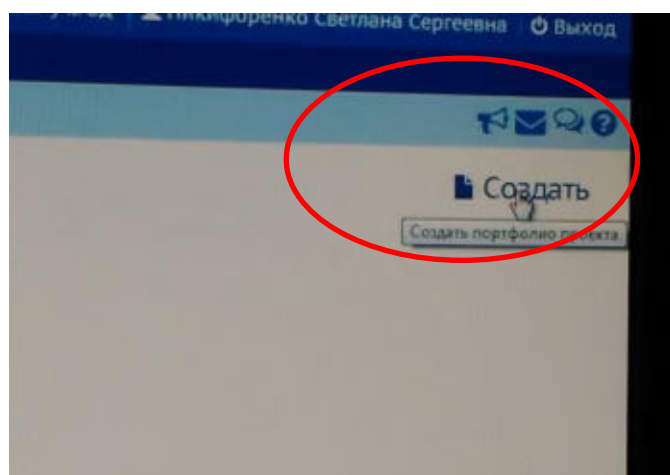 Никифоренко Светлана Сергеевна Выход
Создать
Создать портфолио проекта